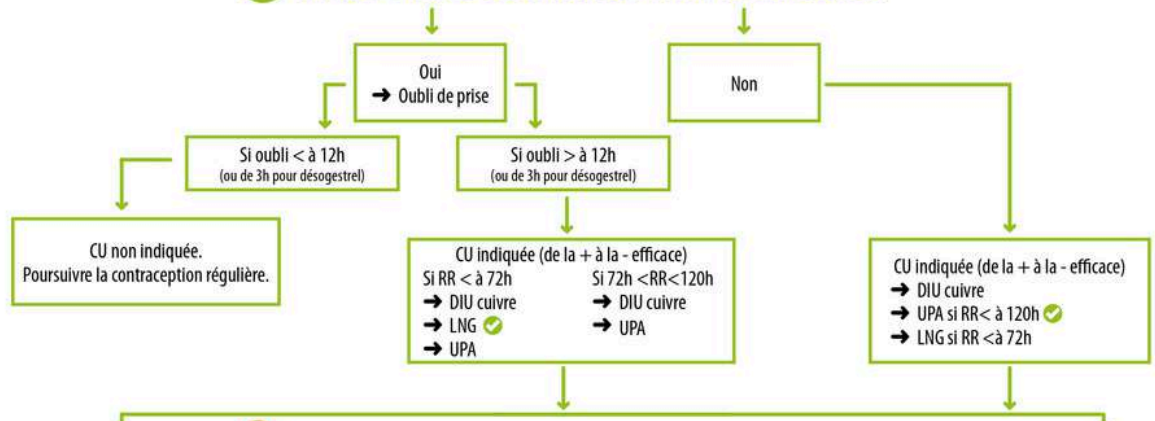 Oui
➜ Oubli de prise
Non
Si oubli < à 12h
(ou de 3h pour désogestrel)
Si oubli > à 12h
(ou de 3h pour désogestrel)
CU non indiquée.
Poursuivre la contraception régulière.
CU indiquée (de la + à la - efficace)
Si RR < à 72h
➜ DIU cuivre
➜ LNG
➜ UPA
Si 72h <RR<120h
➜ DIU cuivre
➜ UPA
CU indiquée (de la + à la - efficace)
➜ DIU cuivre
➜ UPA si RR< à 120h
➜ LNG si RR <à 72h